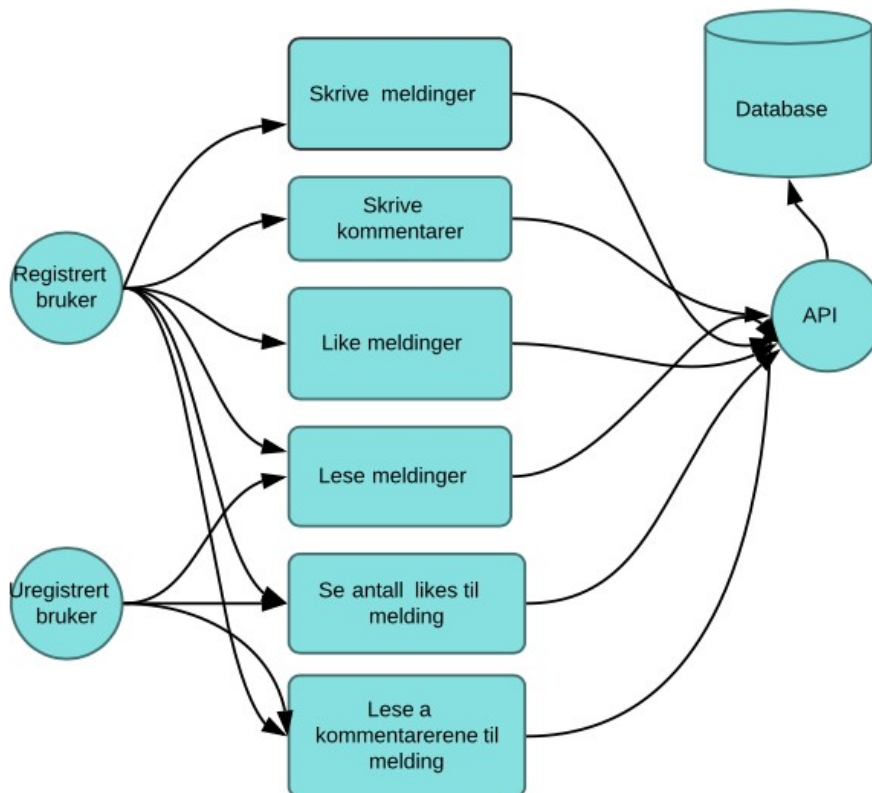 Skrive meldinger
Database
Skrive
kommentarer
Registrert
bruker
API
Like meldinger
Lese meldinger
Uregistrert
bruker
Se antall likes til
melding
Lese a
kommentarerene til
melding